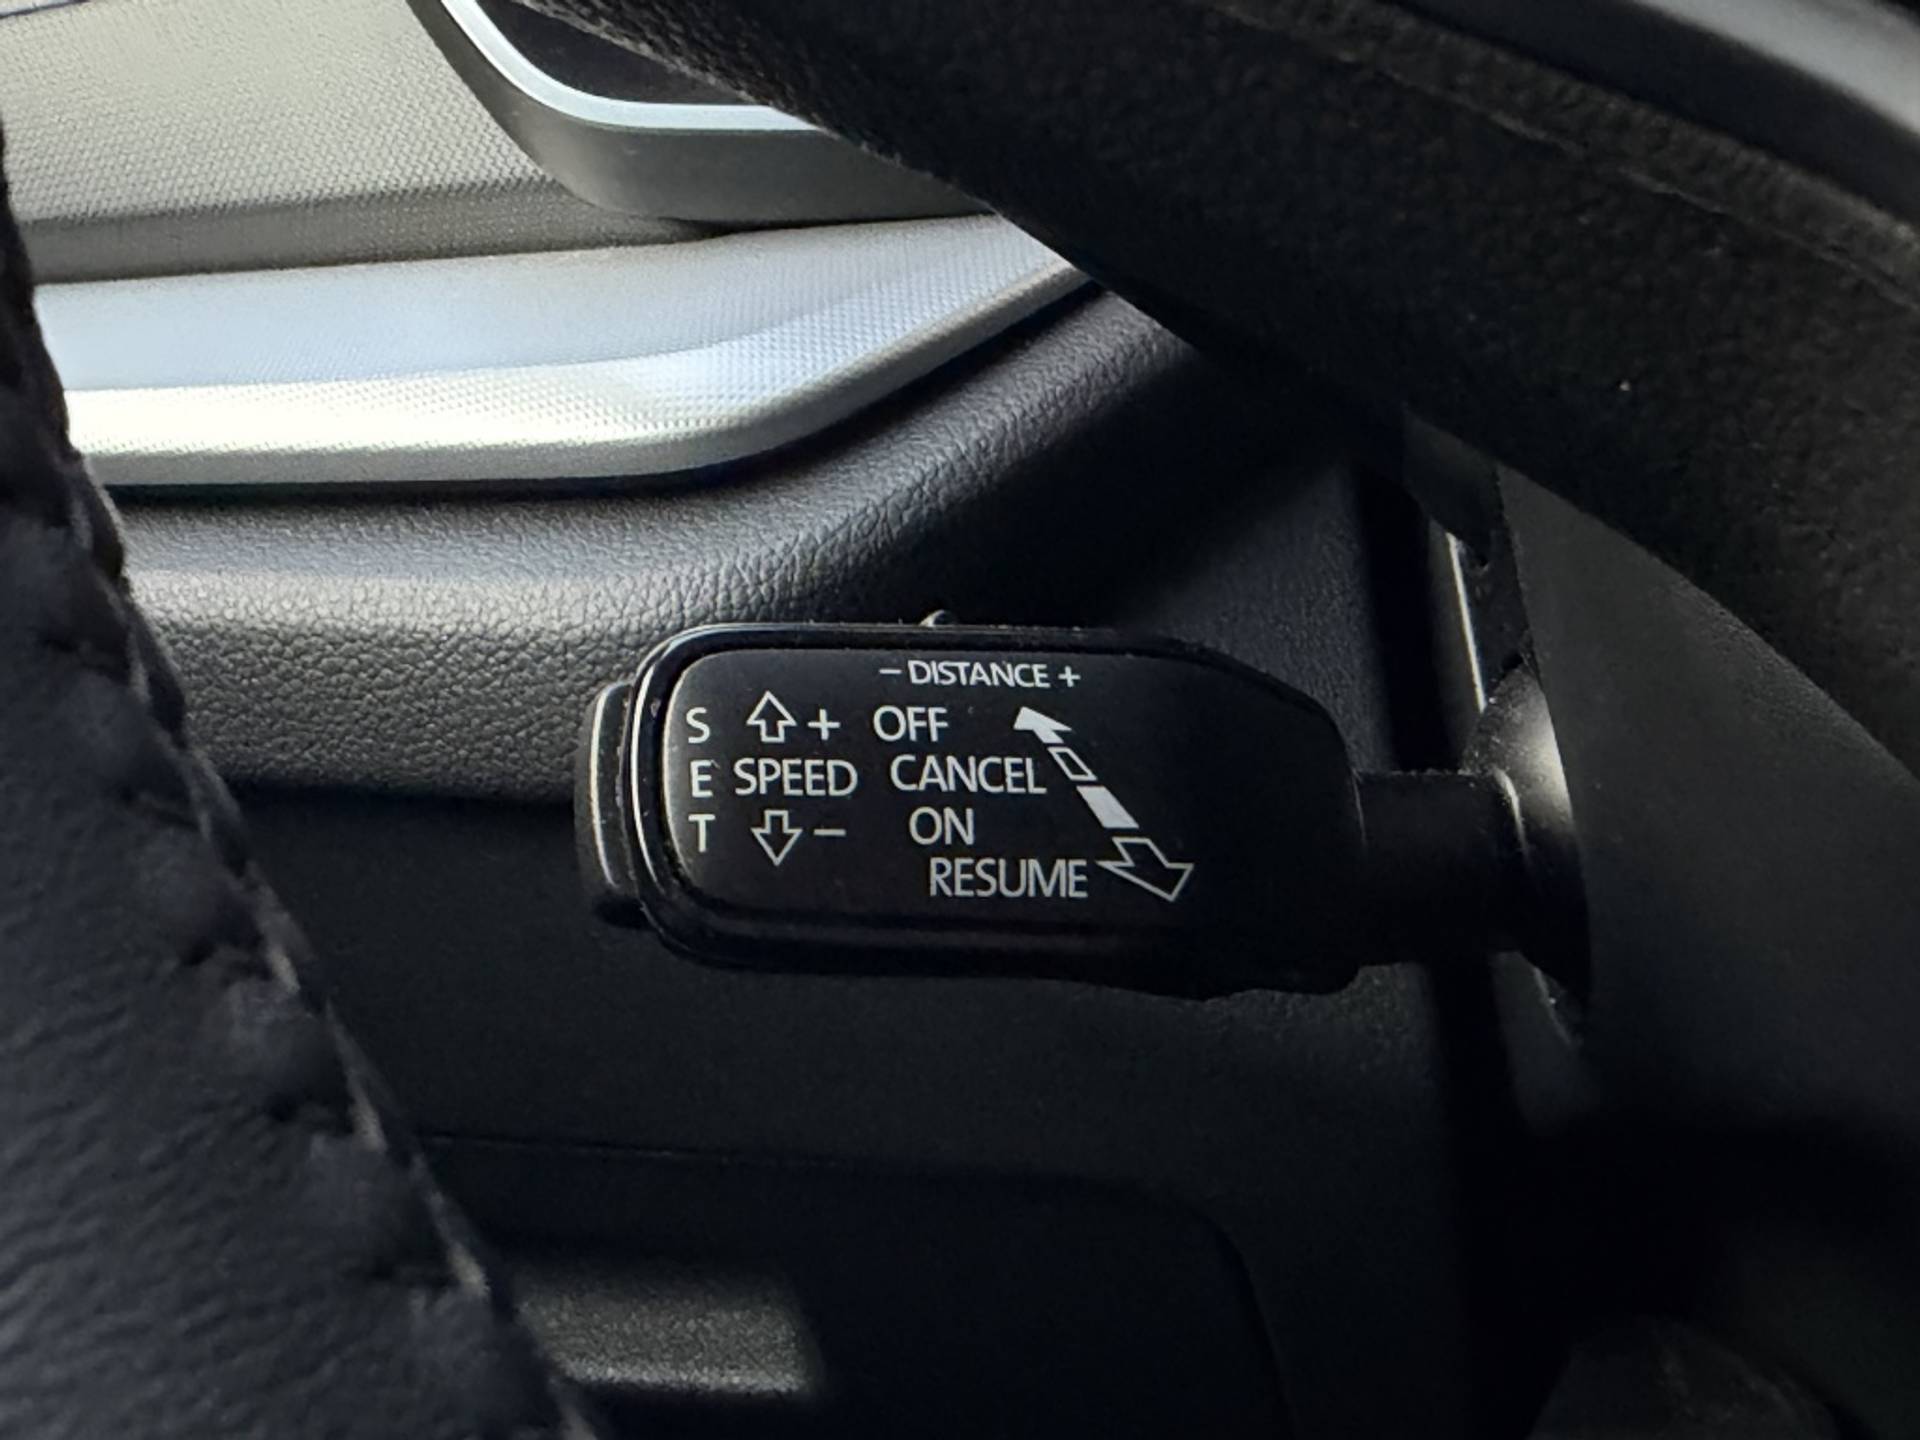 – DISTANCE +
S + OFF
E SPEED CANCEL
T – ON
RESUME